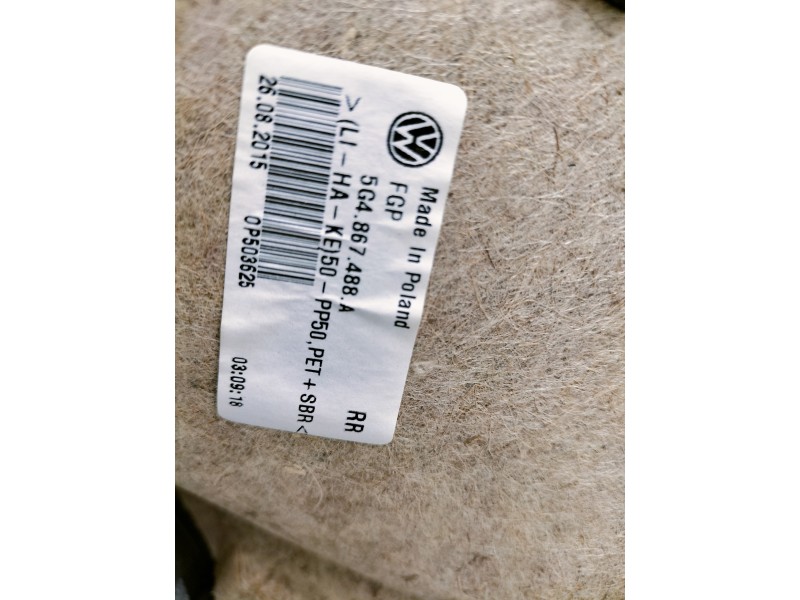 Made In Poland
FGP
5G4.867.488.A RR
>(LI-HA-KE)50-PP50,PET+SBR<
26.08.2015 0P503625 03:09:18